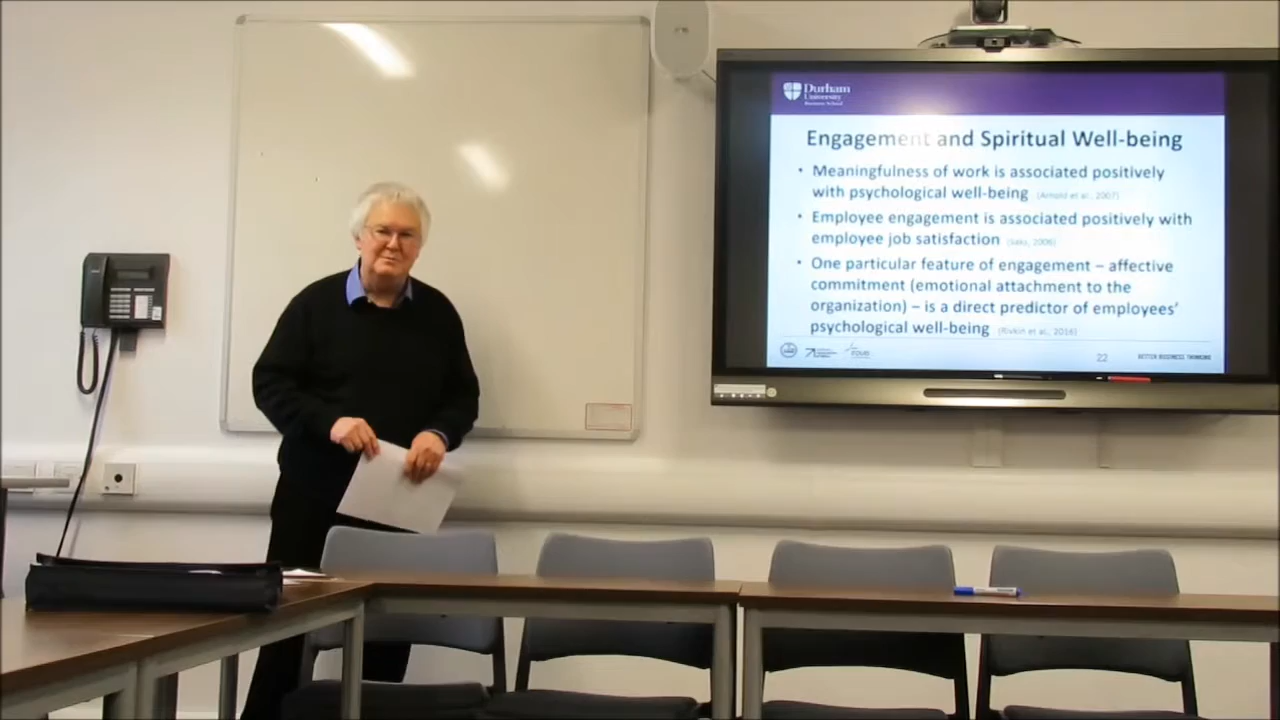 Durham
University
Business School
Engagement and Spiritual Well-being
• Meaningfulness of work is associated positively
with psychological well-being (Arnold et al., 2007)
• Employee engagement is associated positively with
employee job satisfaction
• One particular feature of engagement – affective
commitment (emotional attachment to the
organization) – is a direct predictor of employees’
psychological well-being (Rivkin et al., 2016)
22 BETTER BUSINESS THINKING